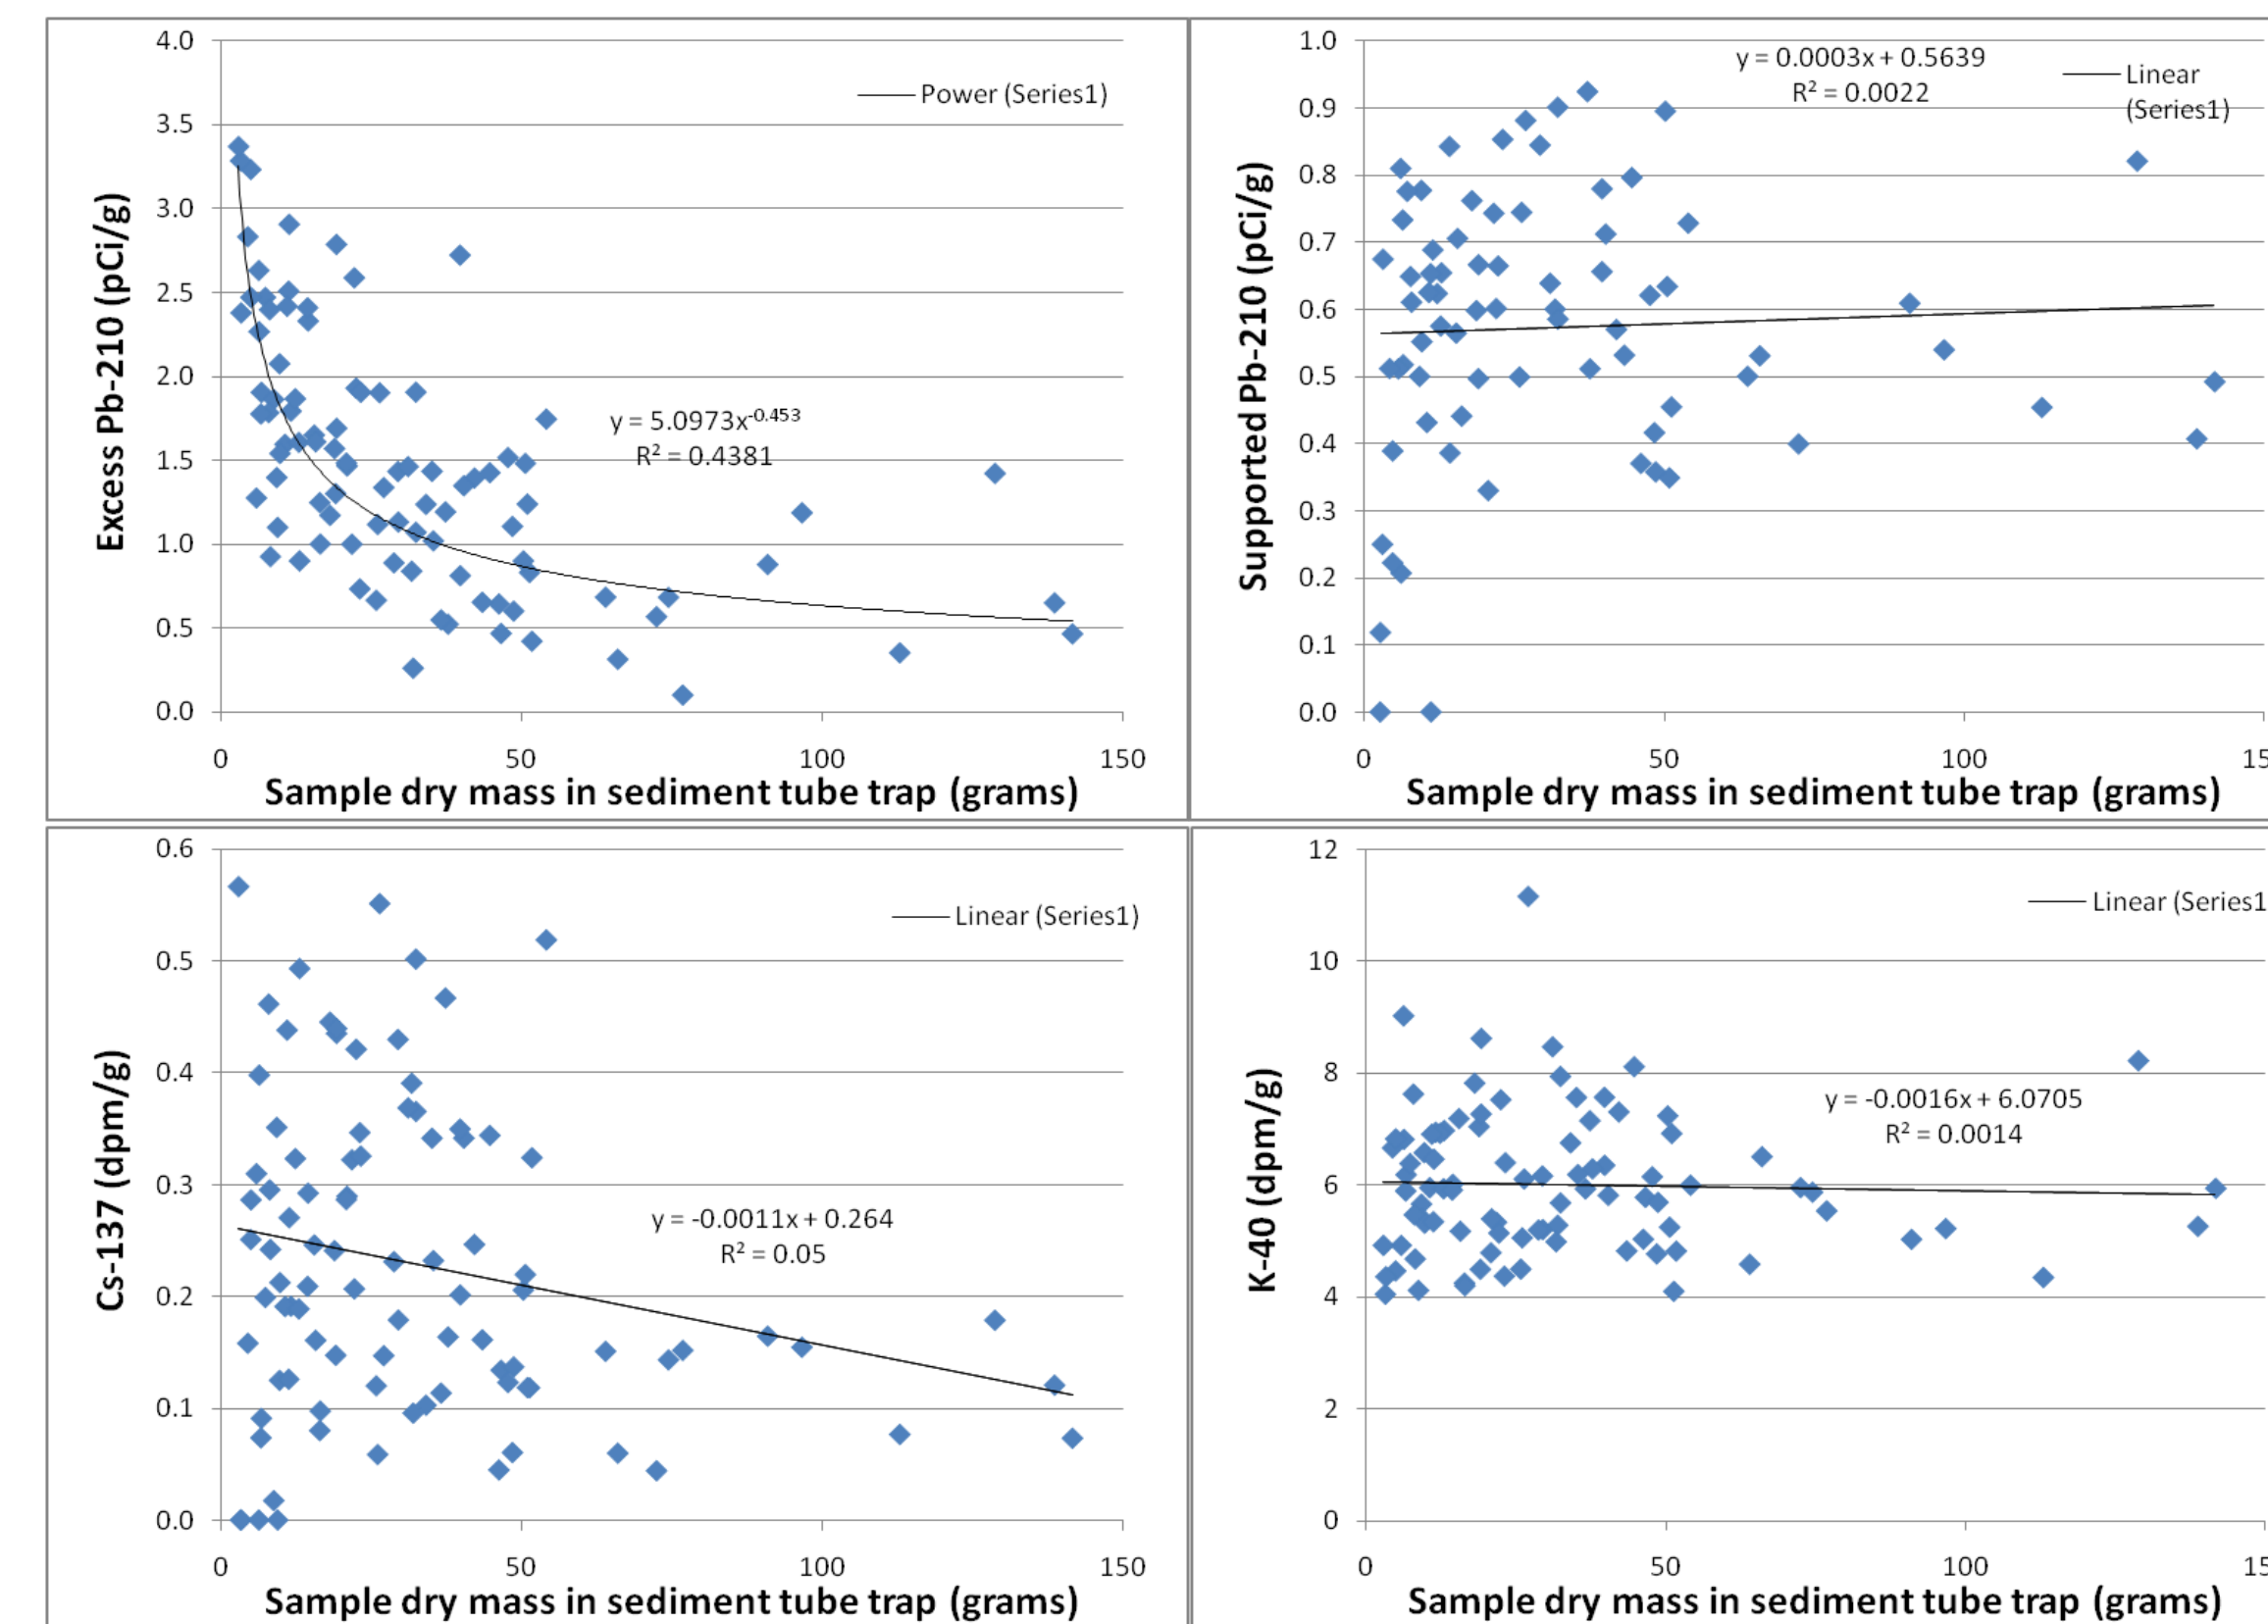 Excess Pb-210 (pCi/g)
4.0
3.5
3.0
2.5
2.0
1.5
1.0
0.5
0.0
Power (Series1)
y = 5.0973x^-0.453
R² = 0.4381
0 50 100 150
Sample dry mass in sediment tube trap (grams)
Supported Pb-210 (pCi/g)
1.0
0.9
0.8
0.7
0.6
0.5
0.4
0.3
0.2
0.1
0.0
y = 0.0003x + 0.5639
R² = 0.0022
Linear
(Series1)
0 50 100 15
Sample dry mass in sediment tube trap (grams)
Cs-137 (dpm/g)
0.6
0.5
0.4
0.3
0.2
0.1
0.0
Linear (Series1)
y = -0.0011x + 0.264
R² = 0.05
0 50 100 150
Sample dry mass in sediment tube trap (grams)
K-40 (dpm/g)
12
10
8
6
4
2
0
Linear (Series1
y = -0.0016x + 6.0705
R² = 0.0014
0 50 100 15
Sample dry mass in sediment tube trap (grams)